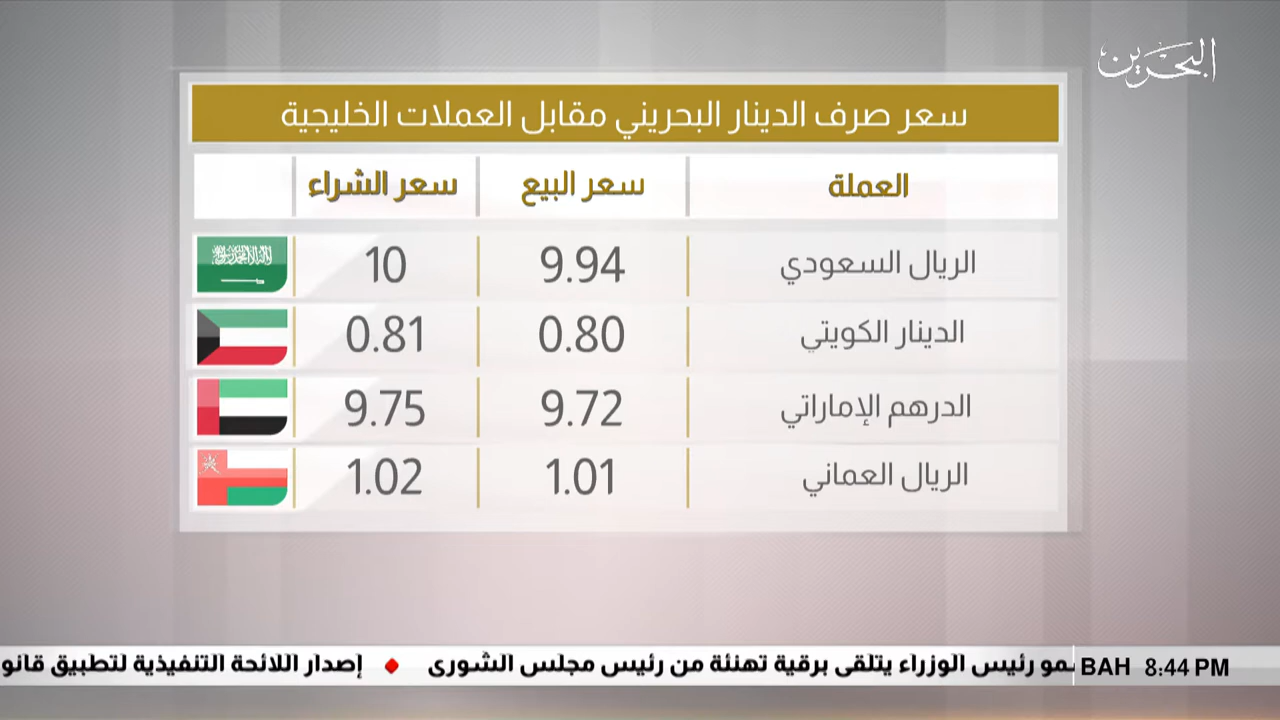 البحرين
سعر صرف الدينار البحريني مقابل العملات الخليجية
العملة سعر البيع سعر الشراء
الريال السعودي 9.94 10
الدينار الكويتي 0.80 0.81
الدرهم الإماراتي 9.72 9.75
الريال العماني 1.01 1.02
BAH 8:44 PM
رئيس الوزراء يتلقى برقية تهنئة من رئيس مجلس الشورى • إصدار اللائحة التنفيذية لتطبيق